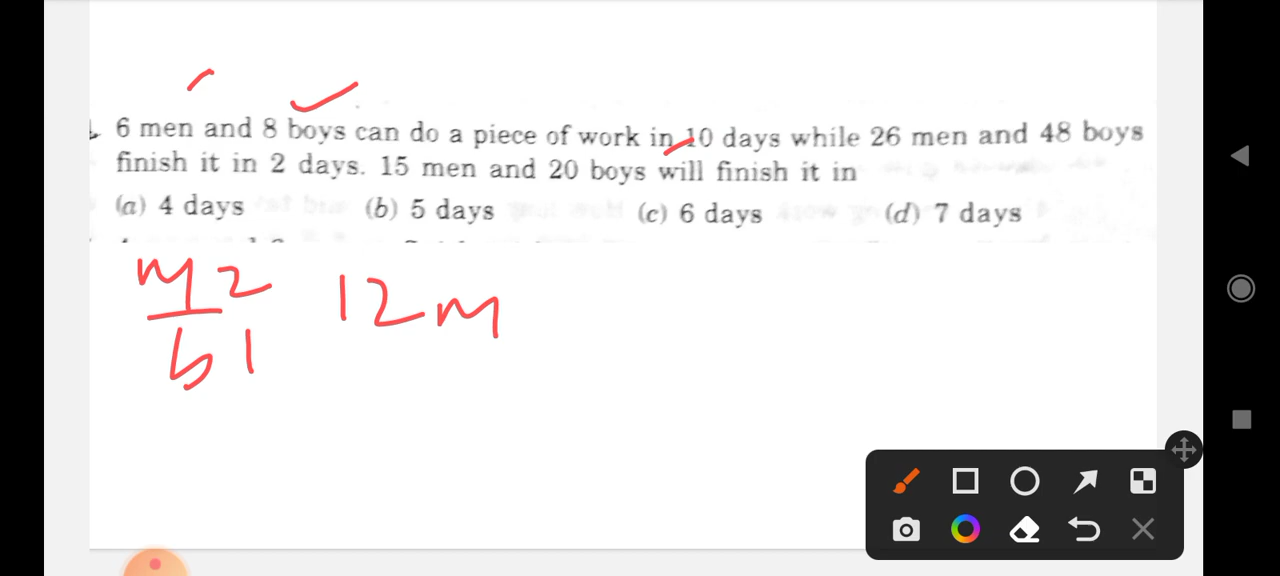 6 men and 8 boys can do a piece of work in 10 days while 26 men and 48 boys
finish it in 2 days. 15 men and 20 boys will finish it in
(a) 4 days (b) 5 days (c) 6 days (d) 7 days
m 2 12m
b 1